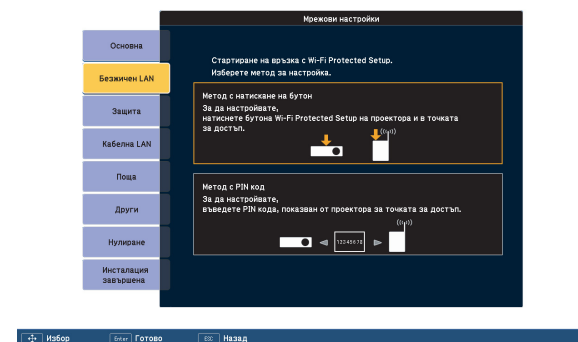 Мрежови настройки
Основна
Безжичен LAN
Защита
Кабелна LAN
Поща
Други
Нулиране
Инсталация
завършена
Стартиране на връзка с Wi-Fi Protected Setup.
Изберете метод за настройка.
Метод с натискане на бутон
За да настройвате,
натиснете бутона Wi-Fi Protected Setup на проектора и в точката
за достъп.
Метод с PIN код
За да настройвате,
въведете PIN кода, показван от проектора за точката за достъп.
12345678
Избор
Enter Готово
ESC Назад